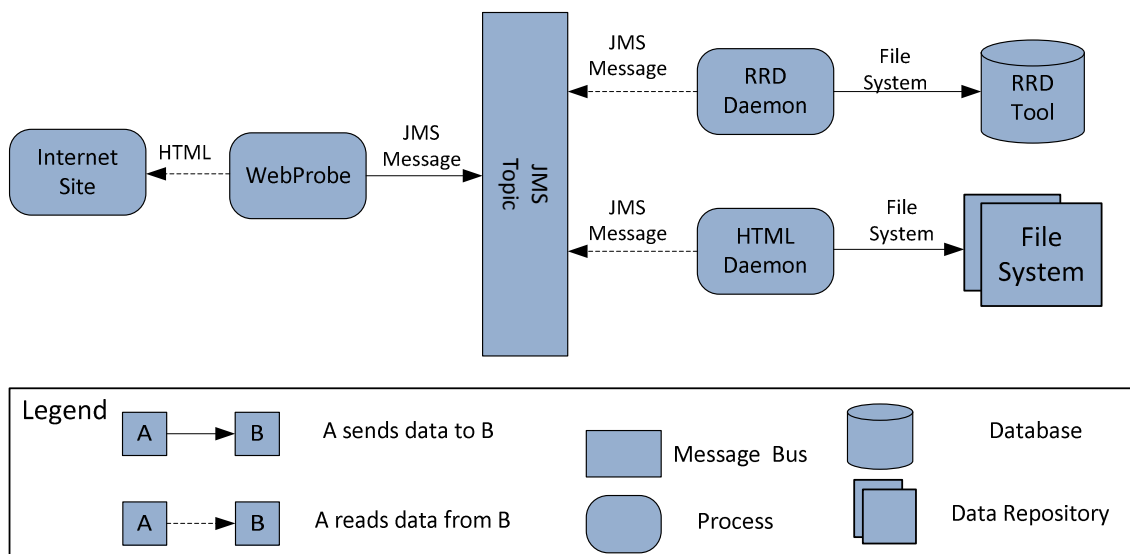 Internet
Site
HTML
WebProbe
JMS
Message
JMS
Topic
JMS
Message
RRD
Daemon
File
System
RRD
Tool
JMS
Message
HTML
Daemon
File
System
File
System
Legend
A
B
A sends data to B
A
B
A reads data from B
Message Bus
Process
Database
Data Repository